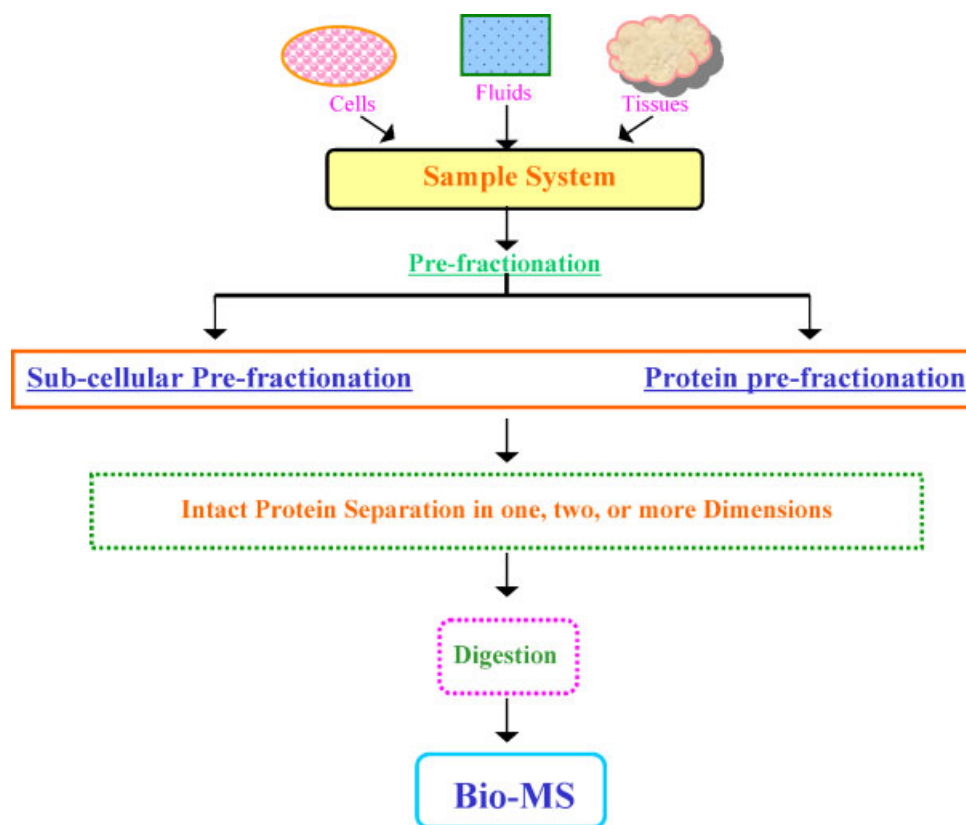 Cells
Fluids
Tissues
Sample System
Pre-fractionation
Sub-cellular Pre-fractionation
Protein pre-fractionation
Intact Protein Separation in one, two, or more Dimensions
Digestion
Bio-MS